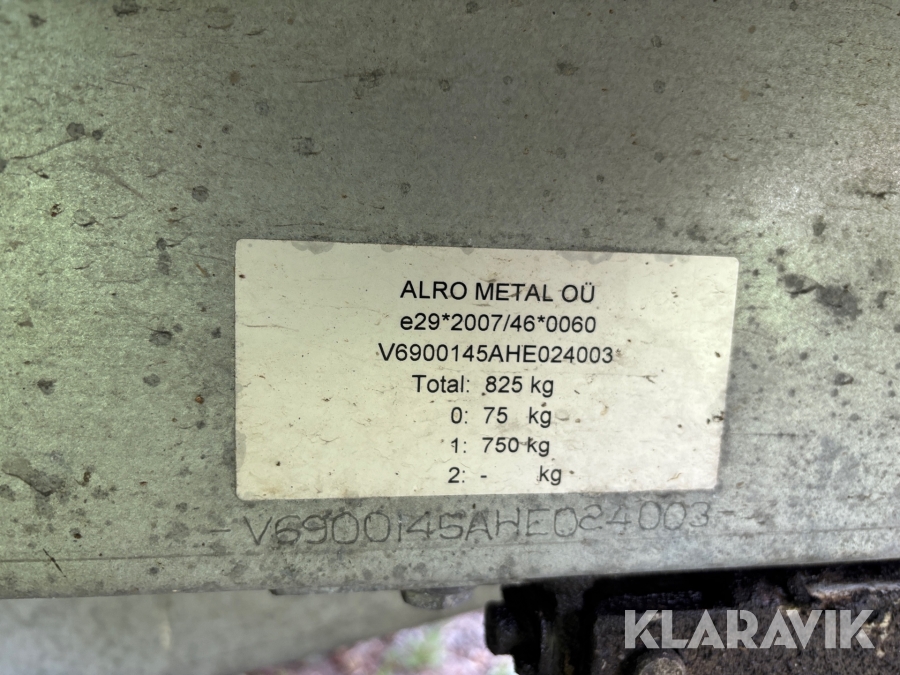 ALRO METAL OÜ
e29*2007/46*0060
V6900145AHE024003
Total: 825 kg
0: 75 kg
1: 750 kg
2: - kg
-V6900145AHE024003-
KLARAVIK